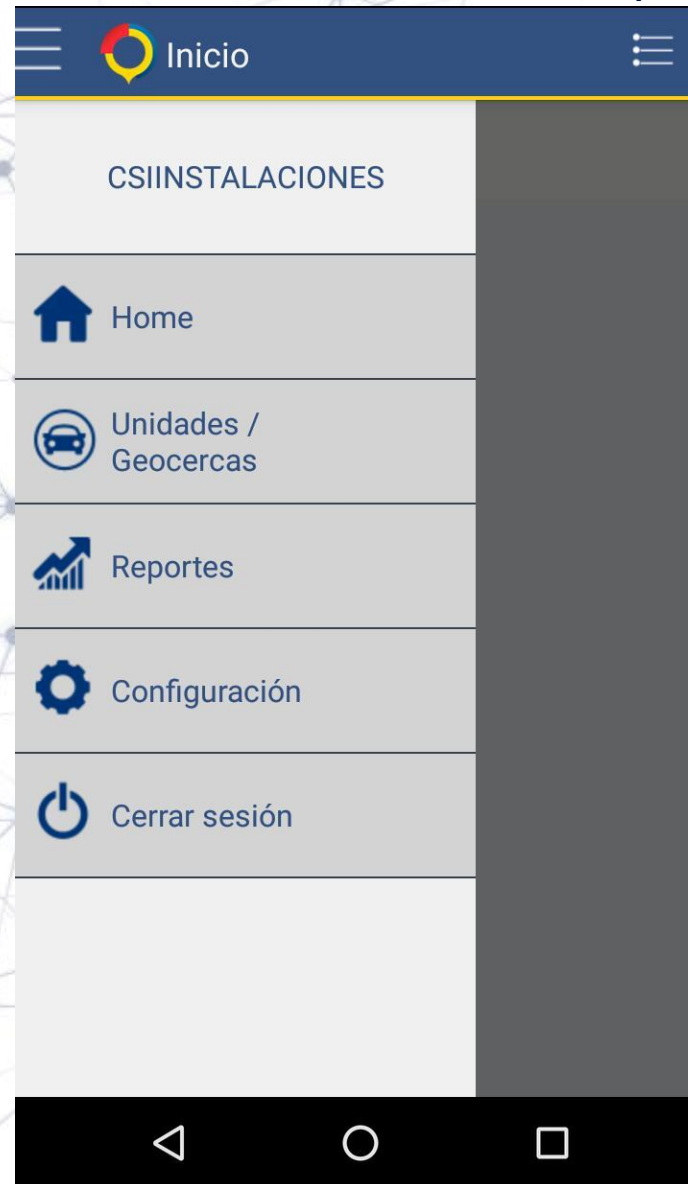 Inicio
CSIINSTALACIONES
Home
Unidades /
Geocercas
Reportes
Configuración
Cerrar sesión